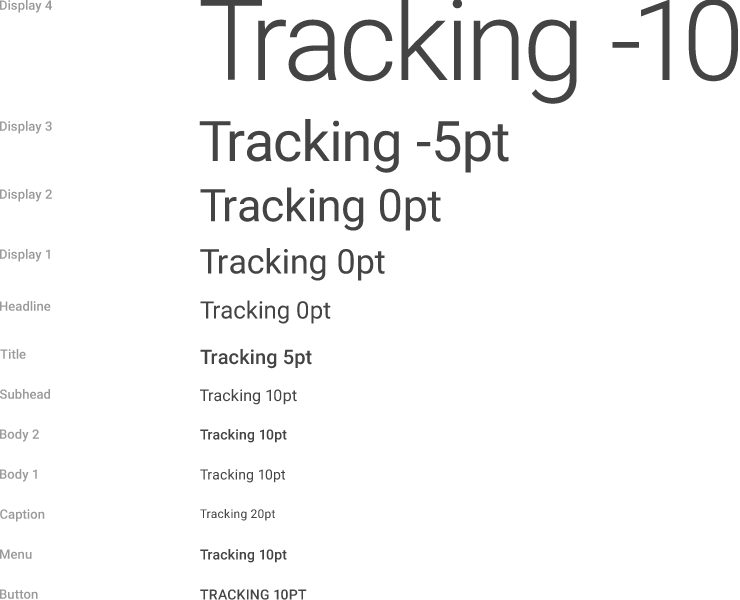 Display 4 Tracking -10
Display 3 Tracking -5pt
Display 2 Tracking 0pt
Display 1 Tracking 0pt
Headline Tracking 0pt
Title Tracking 5pt
Subhead Tracking 10pt
Body 2 Tracking 10pt
Body 1 Tracking 10pt
Caption Tracking 20pt
Menu Tracking 10pt
Button TRACKING 10PT